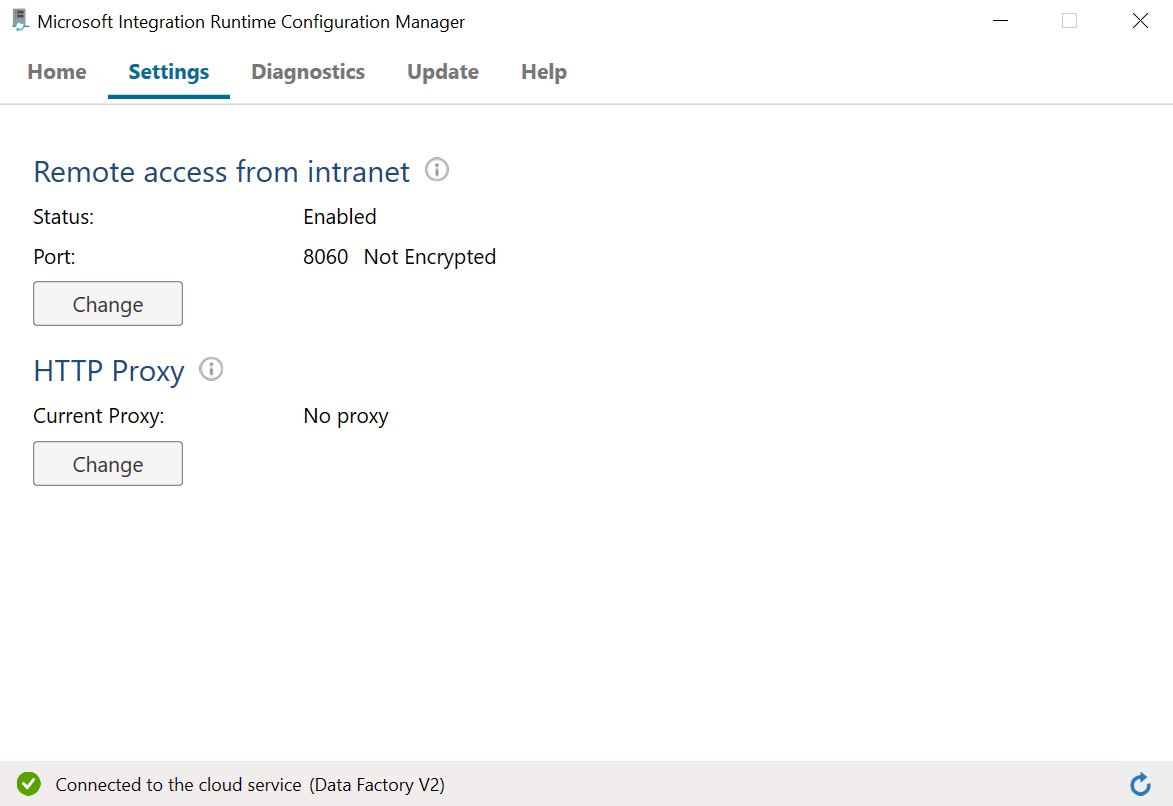 Microsoft Integration Runtime Configuration Manager
Home Settings Diagnostics Update Help
Remote access from intranet
Status: Enabled
Port: 8060 Not Encrypted
Change
HTTP Proxy
Current Proxy: No proxy
Change
Connected to the cloud service (Data Factory V2)